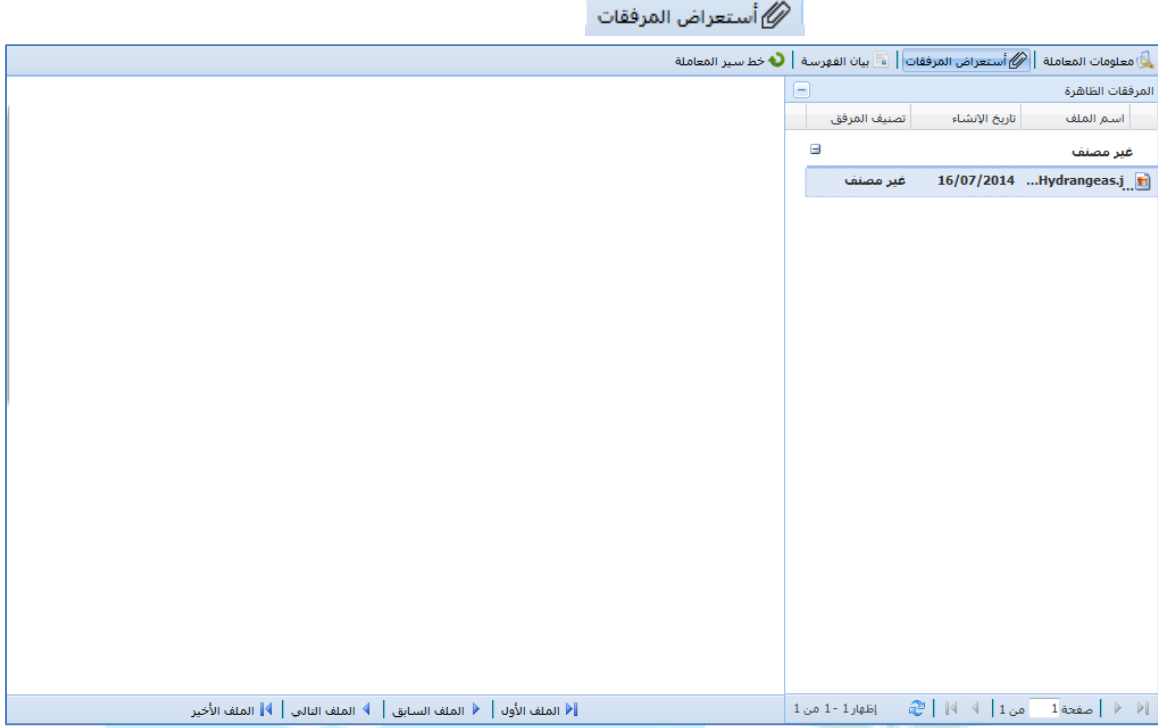 أستعراض المرفقات
معلومات المعاملة أستعراض المرفقات بيان الفهرسة خط سير المعاملة
المرفقات الظاهرة
اسم الملف تاريخ الإنشاء تصنيف المرفق
غير مصنف
Hydrangeas.j... 16/07/2014 غير مصنف
صفحة 1 من 1 إظهار 1 - 1 من 1
الملف الأول الملف السابق الملف التالي الملف الأخير